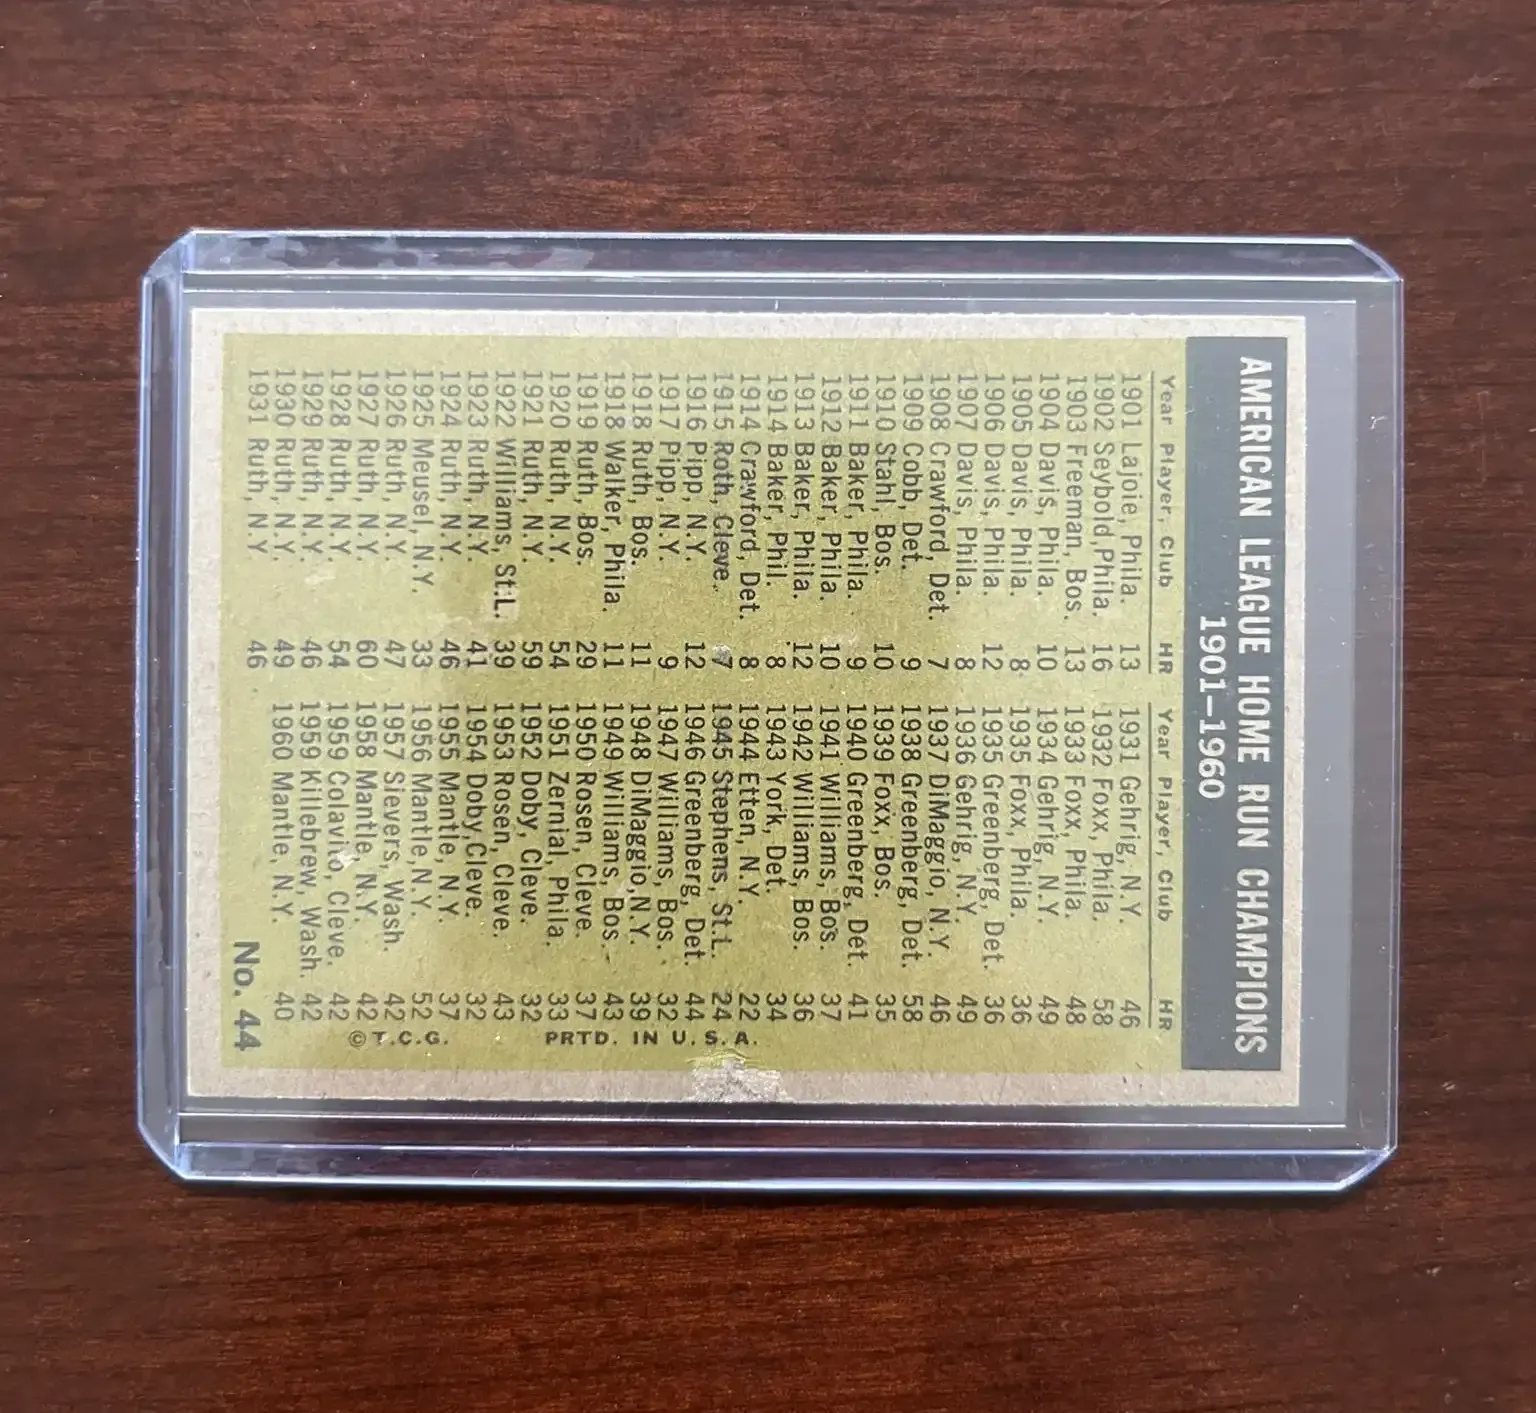 AMERICAN LEAGUE HOME RUN CHAMPIONS
1901–1960
Year Player, Club HR
1901 Lajoie, Phila. 13
1902 Seybold, Phila. 16
1903 Freeman, Bos. 13
1904 Davis, Phila. 10
1905 Davis, Phila. 8
1906 Davis, Phila. 12
1907 Davis, Phila. 8
1908 Crawford, Det. 7
1909 Cobb, Det. 9
1910 Stahl, Bos. 10
1911 Baker, Phila. 9
1912 Baker, Phila. 10
1913 Baker, Phila. 12
1914 Baker, Phil. 8
1914 Crawford, Det. 8
1915 Roth, Cleve. 7
1916 Pipp, N.Y. 12
1917 Pipp, N.Y. 9
1918 Ruth, Bos. 11
1918 Walker, Phila. 11
1919 Ruth, Bos. 29
1920 Ruth, N.Y. 54
1921 Ruth, N.Y. 59
1922 Williams, St.L. 39
1923 Ruth, N.Y. 41
1924 Ruth, N.Y. 46
1925 Meusel, N.Y. 33
1926 Ruth, N.Y. 47
1927 Ruth, N.Y. 60
1928 Ruth, N.Y. 54
1929 Ruth, N.Y. 46
1930 Ruth, N.Y. 49
1931 Ruth, N.Y 46
Year Player, Club HR
1931 Gehrig, N.Y. 46
1932 Foxx, Phila. 58
1933 Foxx, Phila. 48
1934 Gehrig, N.Y. 49
1935 Foxx, Phila. 36
1935 Greenberg, Det. 36
1936 Gehrig, N.Y. 49
1937 DiMaggio, N.Y. 46
1938 Greenberg, Det. 58
1939 Foxx, Bos. 35
1940 Greenberg, Det. 41
1941 Williams, Bos. 37
1942 Williams, Bos. 36
1943 York, Det. 34
1944 Etten, N.Y. 22
1945 Stephens, St.L. 24
1946 Greenberg, Det. 44
1947 Williams, Bos. 32
1948 DiMaggio, N.Y. 39
1949 Williams, Bos. 43
1950 Rosen, Cleve. 37
1951 Zernial, Phila. 33
1952 Doby, Cleve. 32
1953 Rosen, Cleve. 43
1954 Doby, Cleve. 32
1955 Mantle, N.Y. 37
1956 Mantle, N.Y. 52
1957 Sievers, Wash. 42
1958 Mantle, N.Y. 42
1959 Colavito, Cleve. 42
1959 Killebrew, Wash. 42
1960 Mantle, N.Y. 40
No. 44
© T.C.G. PRTD. IN U.S.A.